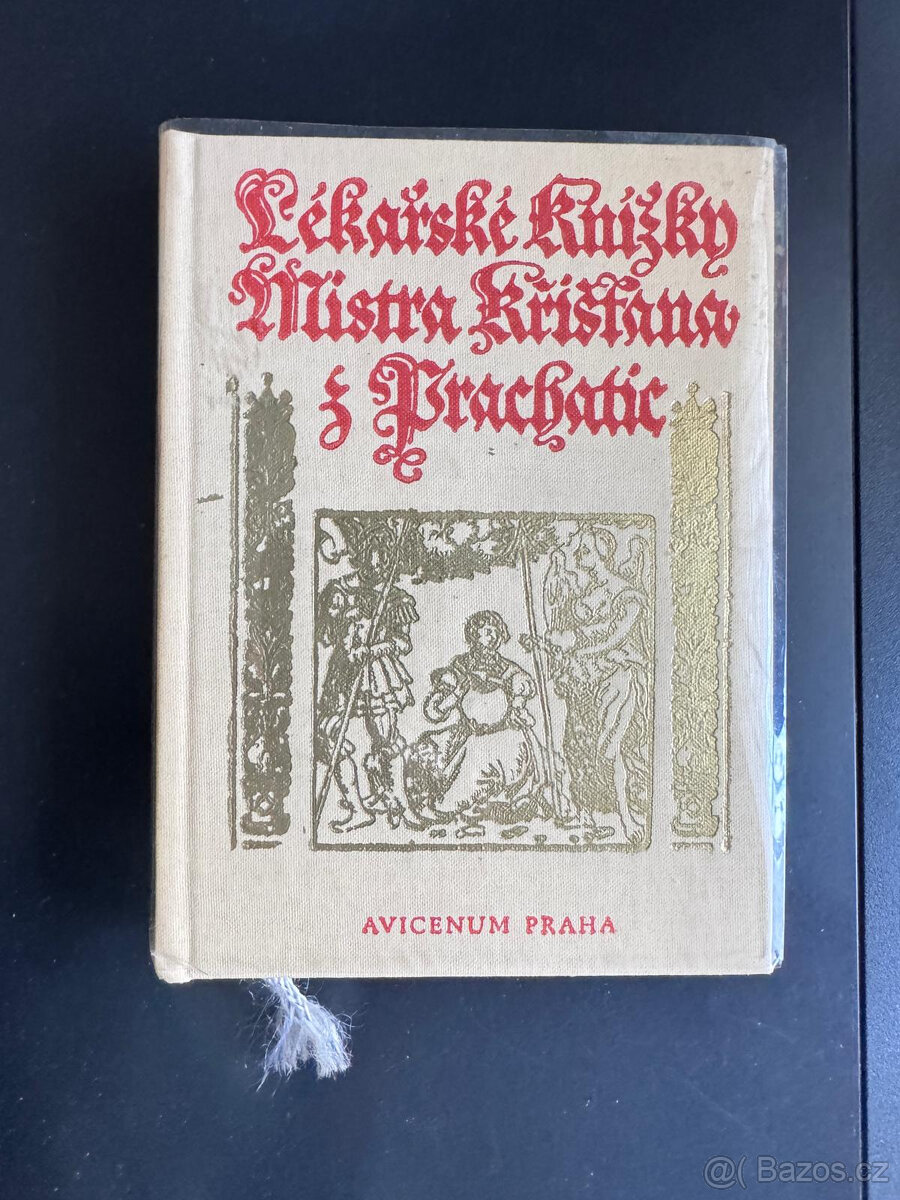 Lékařské Knížky
Mistra Křišťana
z Prachatic
AVICENUM PRAHA
@( Bazos.cz